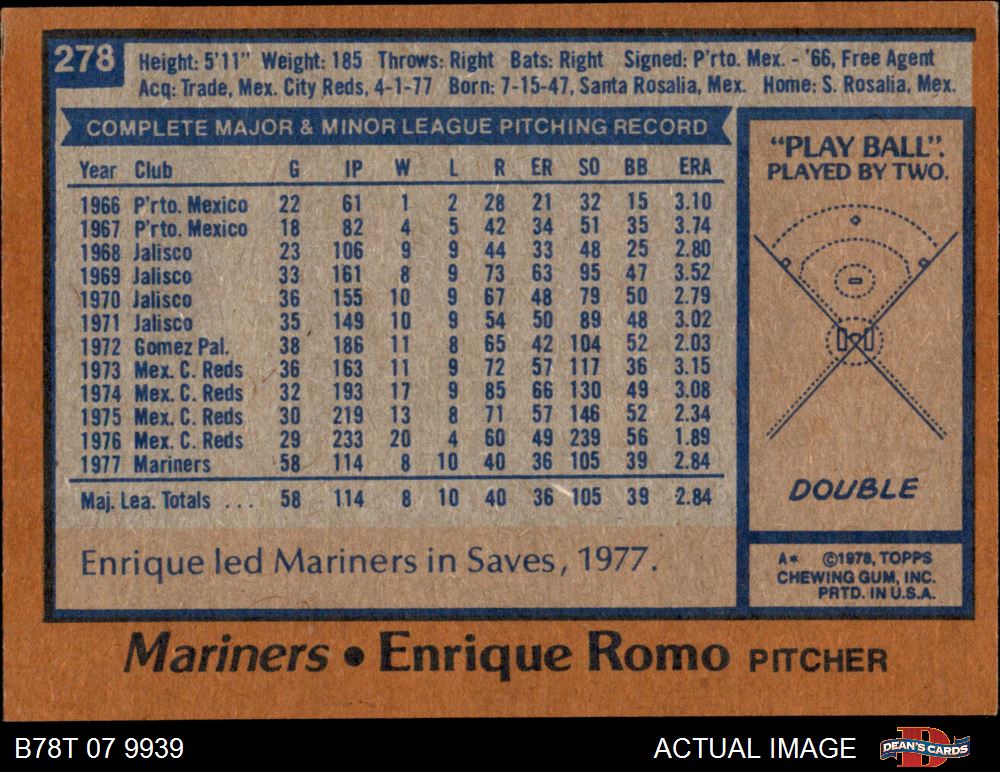 278
Height: 5'11" Weight: 185 Throws: Right Bats: Right Signed: P'rto. Mex. - '66, Free Agent
Acq: Trade, Mex. City Reds, 4-1-77 Born: 7-15-47, Santa Rosalia, Mex. Home: S. Rosalia, Mex.
COMPLETE MAJOR & MINOR LEAGUE PITCHING RECORD
Year Club G IP W L R ER SO BB ERA
1966 P'rto. Mexico 22 61 1 2 28 21 32 15 3.10
1967 P'rto. Mexico 18 82 4 5 42 34 51 35 3.74
1968 Jalisco 23 106 9 9 44 33 48 25 2.80
1969 Jalisco 33 161 8 9 73 63 95 47 3.52
1970 Jalisco 36 155 10 9 67 48 79 50 2.79
1971 Jalisco 35 149 10 9 54 50 89 48 3.02
1972 Gomez Pal. 38 186 11 8 65 42 104 52 2.03
1973 Mex. C. Reds 36 163 11 9 72 57 117 36 3.15
1974 Mex. C. Reds 32 193 17 9 85 66 130 49 3.08
1975 Mex. C. Reds 30 219 13 8 71 57 146 52 2.34
1976 Mex. C. Reds 29 233 20 4 60 49 239 56 1.89
1977 Mariners 58 114 8 10 40 36 105 39 2.84
Maj. Lea. Totals ... 58 114 8 10 40 36 105 39 2.84
Enrique led Mariners in Saves, 1977.
"PLAY BALL".
PLAYED BY TWO.
DOUBLE
A* ©1978, TOPPS
CHEWING GUM, INC.
PRTD. IN U.S.A.
Mariners • Enrique Romo PITCHER
B78T 07 9939
ACTUAL IMAGE
D
DEAN'S CARDS